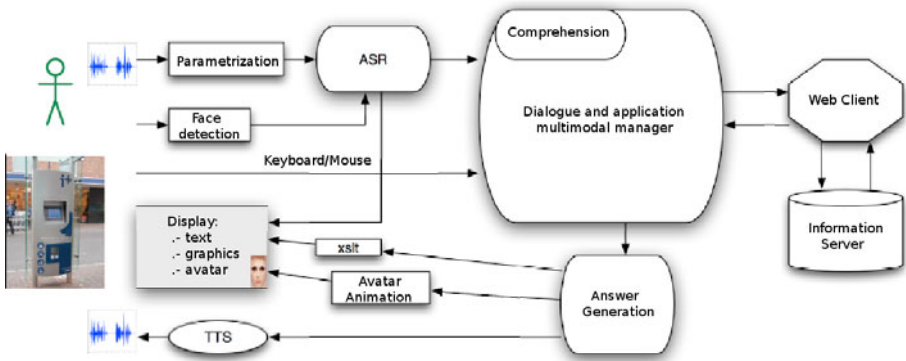 Comprehension
Parametrization
ASR
Web Client
Dialogue and application
multimodal manager
Face
detection
Keyboard/Mouse
Display:
.- text
.- graphics
.- avatar
xslt
Information
Server
Avatar
Animation
Answer
Generation
TTS
i+